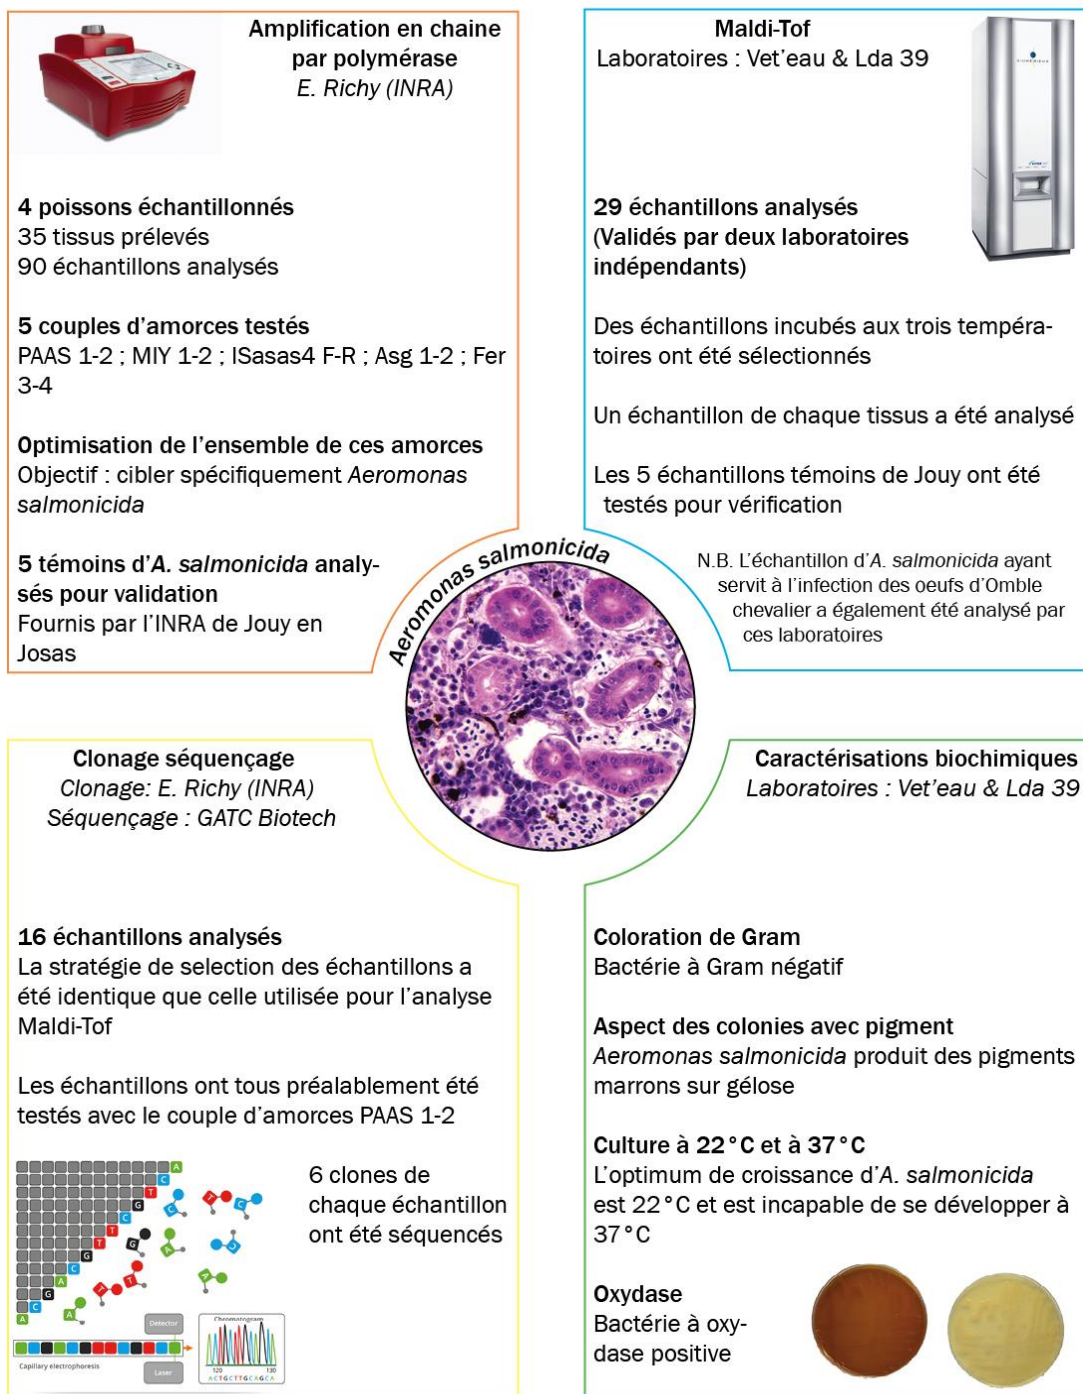 Amplification en chaine
par polymérase
E. Richy (INRA)
4 poissons échantillonnés
35 tissus prélevés
90 échantillons analysés
5 couples d'amorces testés
PAAS 1-2 ; MIY 1-2 ; ISasas4 F-R ; Asg 1-2 ; Fer
3-4
Optimisation de l'ensemble de ces amorces
Objectif : cibler spécifiquement Aeromonas
salmonicida
5 témoins d'A. salmonicida analy-
sés pour validation
Fournis par l'INRA de Jouy en
Josas
Maldi-Tof
Laboratoires : Vet'eau & Lda 39
29 échantillons analysés
(Validés par deux laboratoires
indépendants)
Des échantillons incubés aux trois tempéra-
toires ont été sélectionnés
Un échantillon de chaque tissus a été analysé
Les 5 échantillons témoins de Jouy ont été
testés pour vérification
N.B. L'échantillon d'A. salmonicida ayant
servit à l'infection des oeufs d'Omble
chevalier a également été analysé par
ces laboratoires
Aeromonas salmonicida
Clonage séquençage
Clonage: E. Richy (INRA)
Séquençage : GATC Biotech
16 échantillons analysés
La stratégie de selection des échantillons a
été identique que celle utilisée pour l'analyse
Maldi-Tof
Les échantillons ont tous préalablement été
testés avec le couple d'amorces PAAS 1-2
6 clones de
chaque échantillon
ont été séquencés
A
C
T
G
C
T
T
G
C
A
G
C
A
T
C
C
G
A
C
A
T
T
A
Detector
Laser
Capillary electrophoresis
Chromatogram
120 130
ACTGCTTGCAGCA
Caractérisations biochimiques
Laboratoires : Vet'eau & Lda 39
Coloration de Gram
Bactérie à Gram négatif
Aspect des colonies avec pigment
Aeromonas salmonicida produit des pigments
marrons sur gélose
Culture à 22°C et à 37°C
L'optimum de croissance d'A. salmonicida
est 22°C et est incapable de se développer à
37°C
Oxydase
Bactérie à oxy-
dase positive